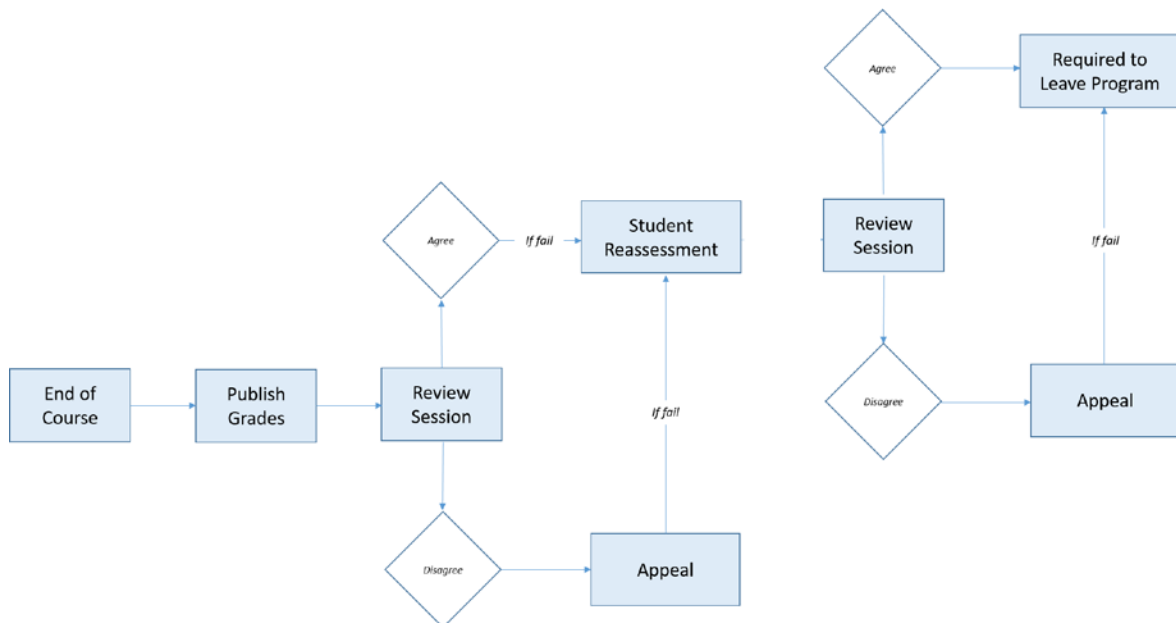 Agree
Required to
Leave Program
Agree
If fail
Student
Reassessment
Review
Session
If fail
End of
Course
Publish
Grades
Review
Session
If fail
Disagree
Appeal
Disagree
Appeal